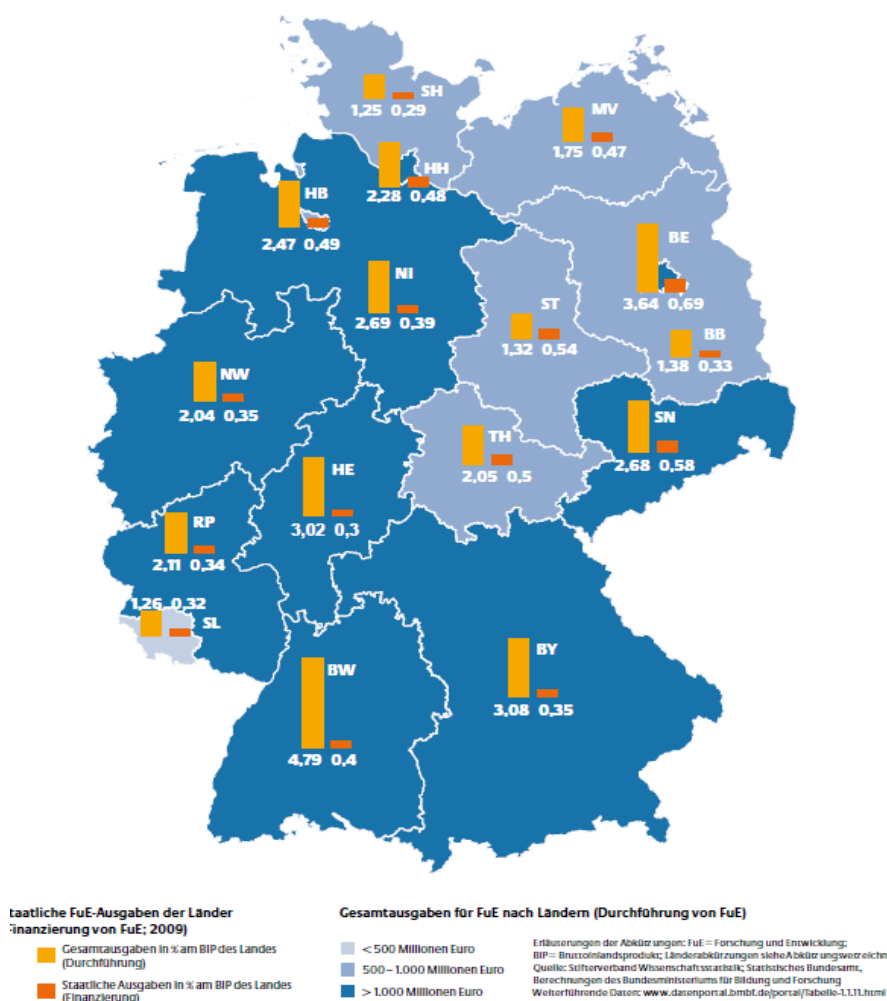 SH
1,25 0,29
MV
1,75 0,47
HH
2,28 0,48
HB
2,47 0,49
BE
3,64 0,69
NI
2,69 0,39
ST
1,32 0,54
BB
1,38 0,33
NW
2,04 0,35
SN
2,68 0,58
TH
2,05 0,5
HE
3,02 0,3
RP
2,11 0,34
1,26 0,32
SL
BW
4,79 0,4
BY
3,08 0,35
taatliche FuE-Ausgaben der Länder
Finanzierung von FuE; 2009)
Gesamtausgaben in % am BIP des Landes
(Durchführung)
Staatliche Ausgaben in % am BIP des Landes
(Finanzierung)
Gesamtausgaben für FuE nach Ländern (Durchführung von FuE)
< 500 Millionen Euro
500 – 1.000 Millionen Euro
> 1.000 Millionen Euro
Erläuterungen der Abkürzungen: FuE = Forschung und Entwicklung;
BIP = Bruttoinlandsprodukt; Länderabkürzungen siehe Abkürzungsverzeichn
Quelle: Stifterverband Wissenschaftsstatistik; Statistisches Bundesamt,
Berechnungen des Bundesministeriums für Bildung und Forschung
Weiterführende Daten: www.datenportal.bmbf.de/portal/Tabelle-1.1.11.html